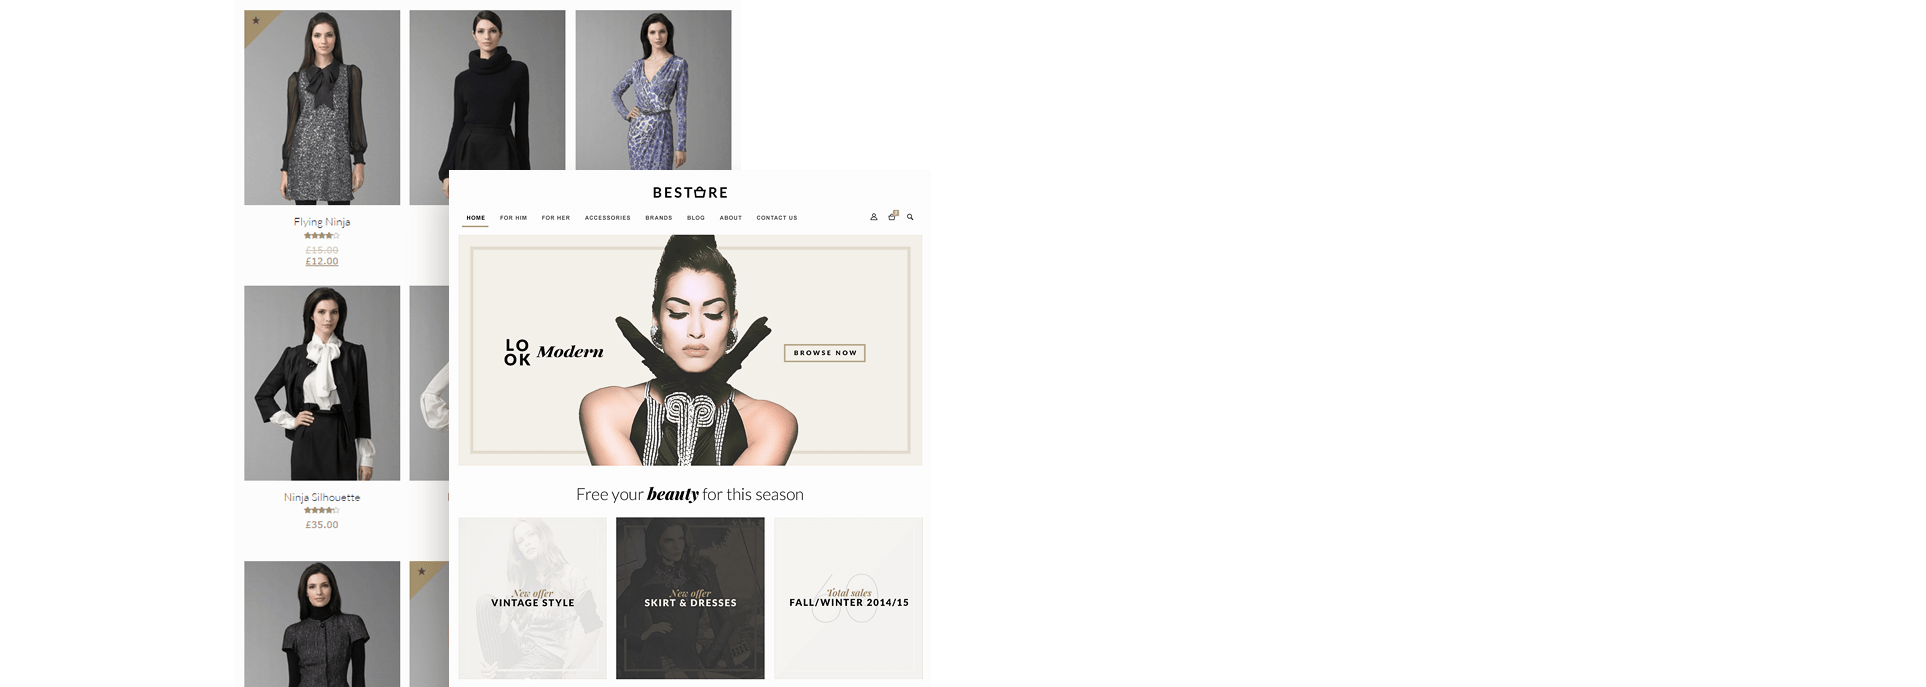 Flying Ninja
£15.00
£12.00
Ninja Silhouette
£35.00
BESTORE
HOME FOR HIM FOR HER ACCESSORIES BRANDS BLOG ABOUT CONTACT US
LO
OK Modern
BROWSE NOW
Free your beauty for this season
New offer
VINTAGE STYLE
New offer
SKIRT & DRESSES
60
Total sales
FALL/WINTER 2014/15